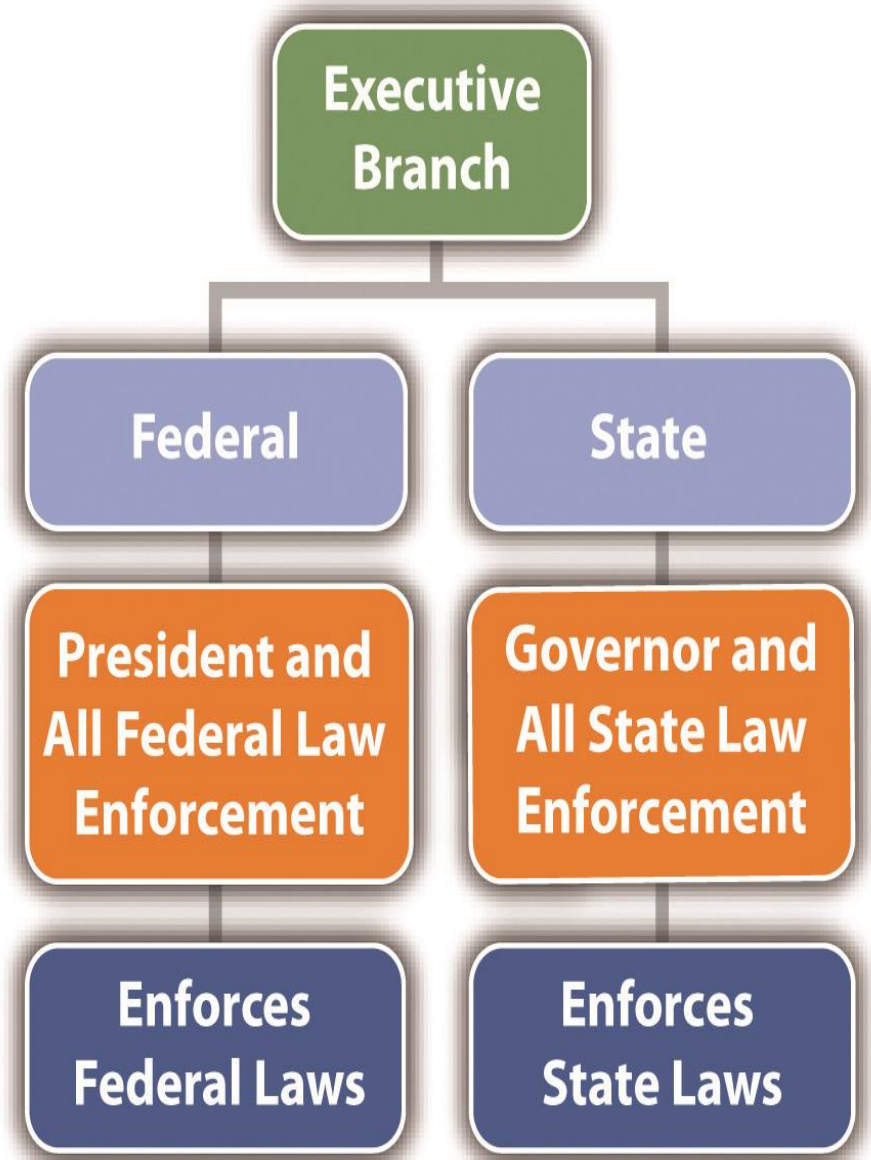 Executive
Branch
Federal
State
President and
All Federal Law
Enforcement
Governor and
All State Law
Enforcement
Enforces
Federal Laws
Enforces
State Laws